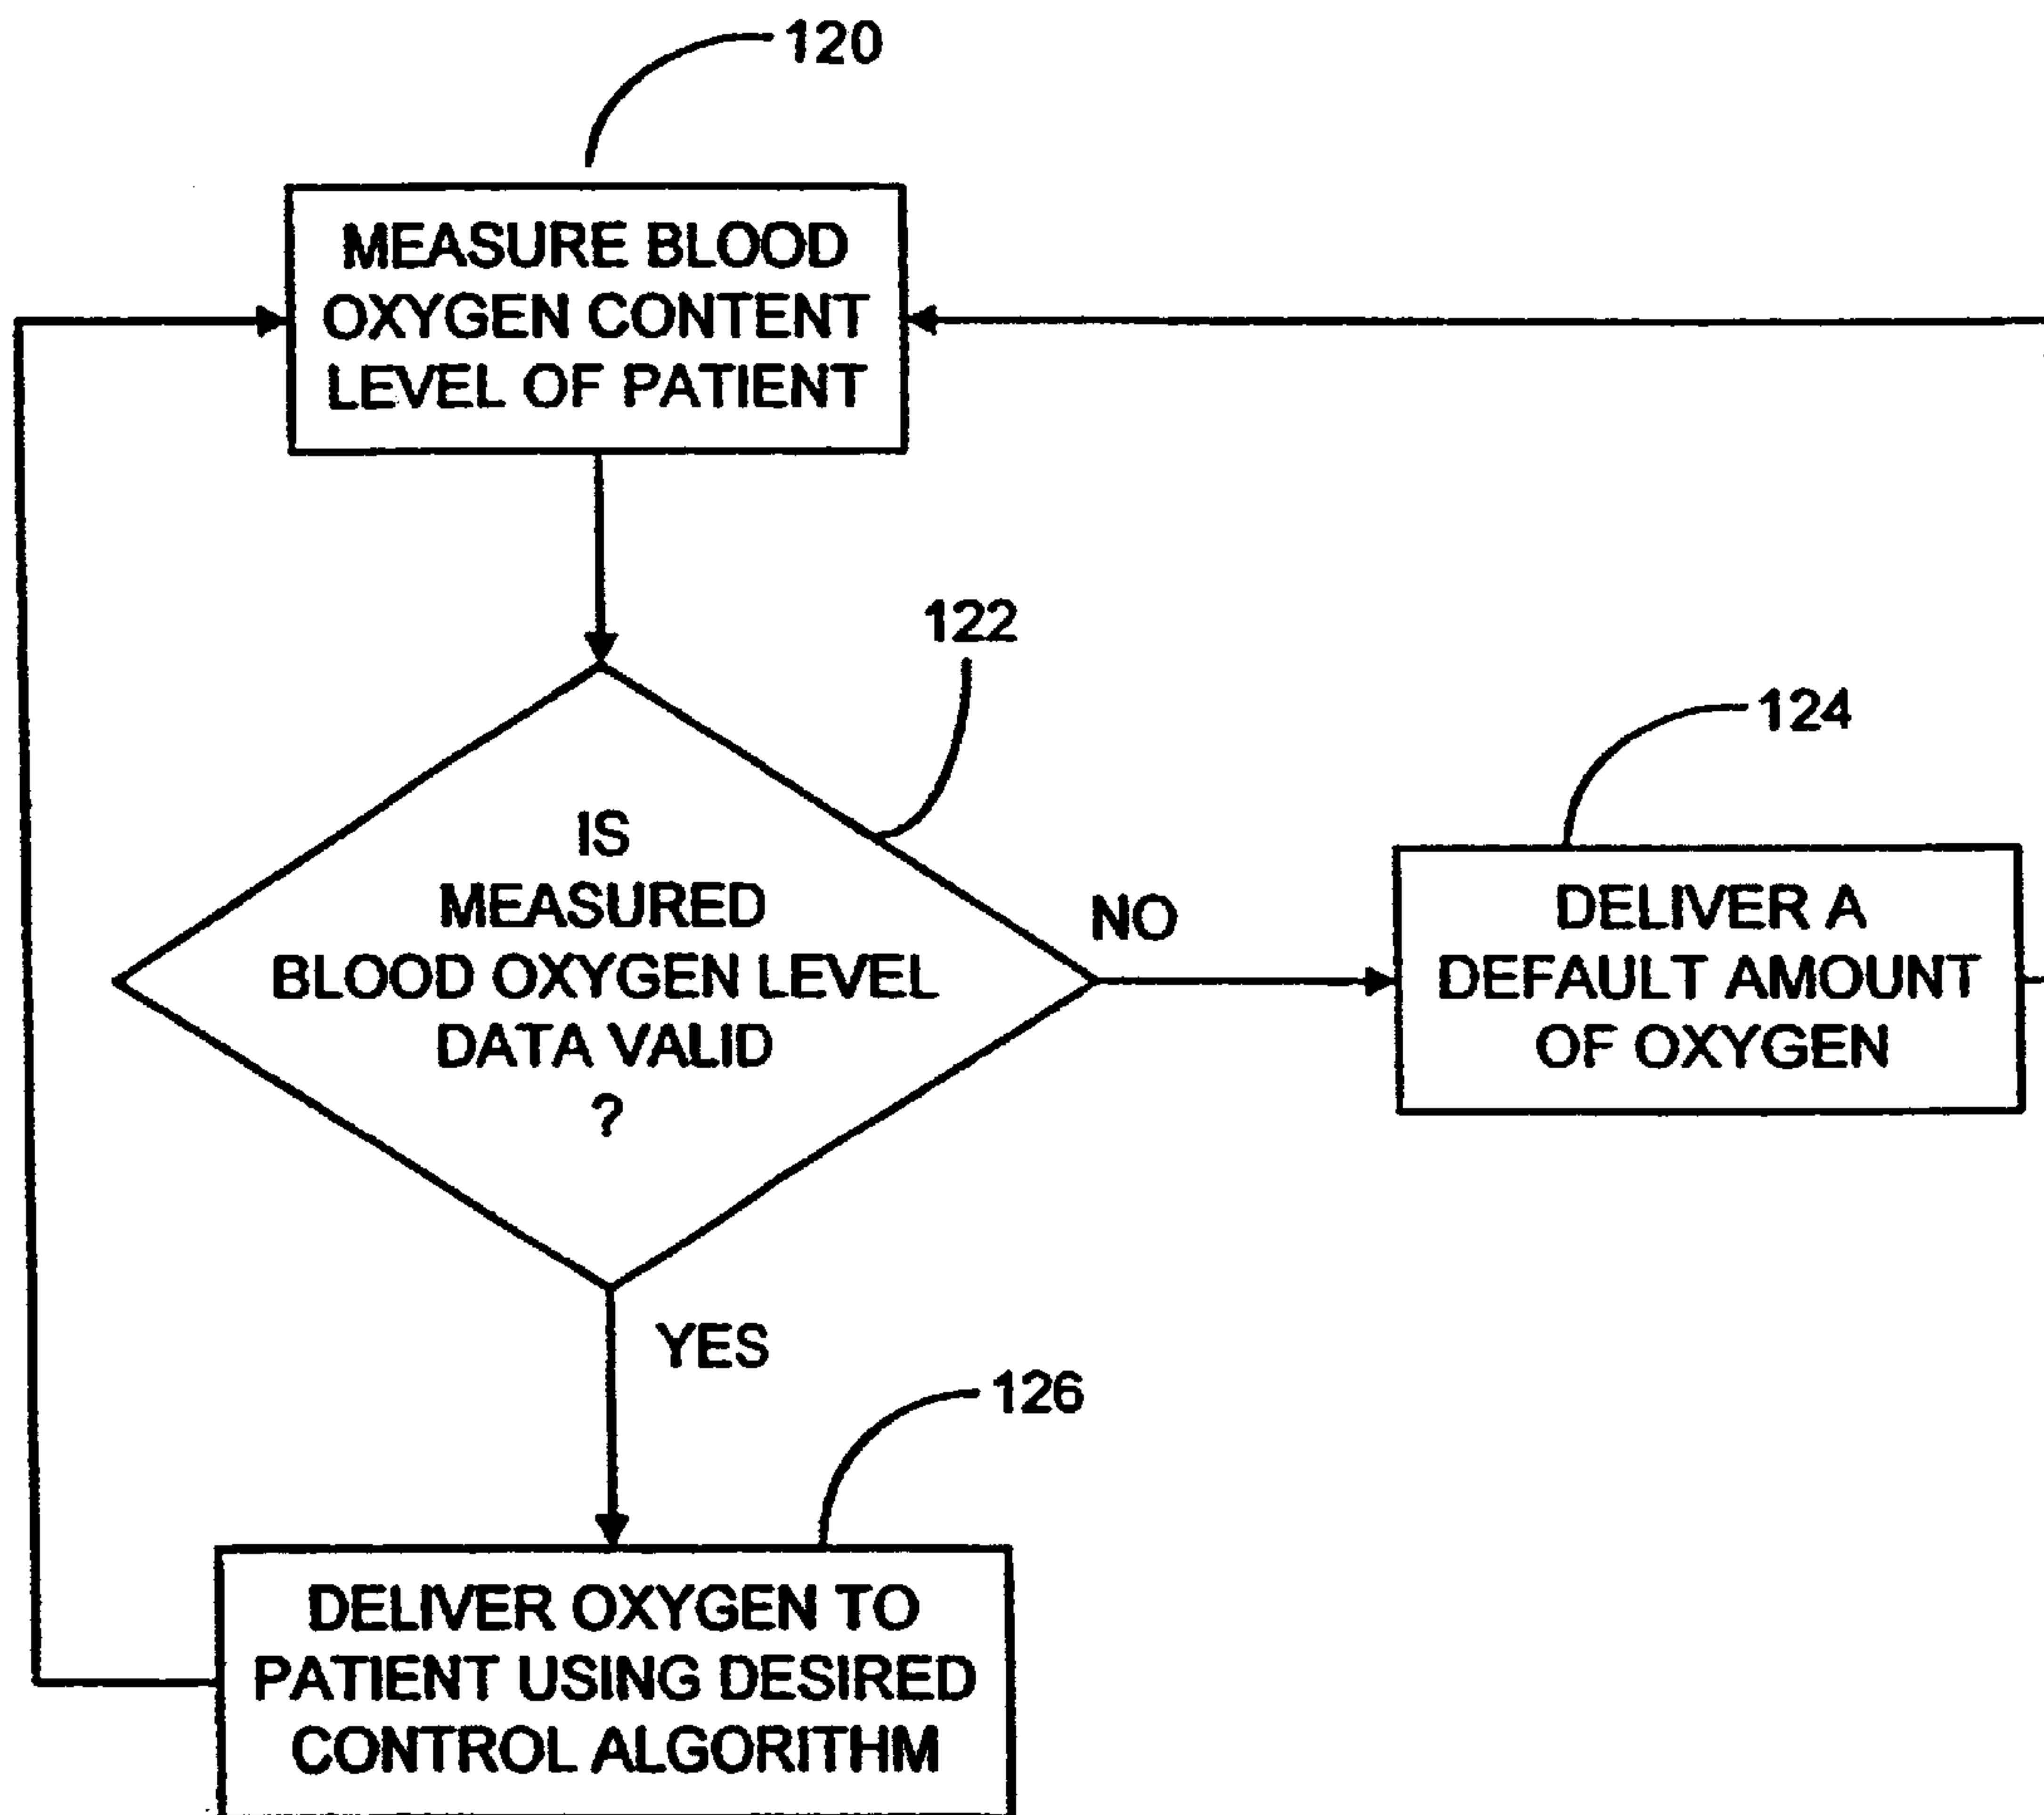 120
MEASURE BLOOD
OXYGEN CONTENT
LEVEL OF PATIENT
122
IS
MEASURED
BLOOD OXYGEN LEVEL
DATA VALID
?
NO
124
DELIVER A
DEFAULT AMOUNT
OF OXYGEN
YES
126
DELIVER OXYGEN TO
PATIENT USING DESIRED
CONTROL ALGORITHM